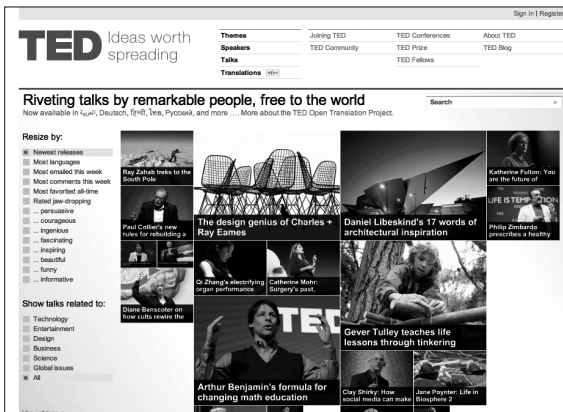 Sign In | Register
TED Ideas worth spreading
Themes
Speakers
Talks
Translations NEW
Joining TED
TED Community
TED Conferences
TED Prize
TED Fellows
About TED
TED Blog
Riveting talks by remarkable people, free to the world
Now available in العربية, Deutsch, हिन्दी, ไทย, Русский, and more .... More about the TED Open Translation Project.
Search
Resize by:
Newest releases
Most languages
Most emailed this week
Most comments this week
Most favorited all-time
Rated jaw-dropping
... persuasive
... courageous
... ingenious
... fascinating
... inspiring
... beautiful
... funny
... informative
Show talks related to:
Technology
Entertainment
Design
Business
Science
Global issues
All
Ray Zahab treks to the
South Pole
Paul Collier's new
rules for rebuilding a
Diane Benscoter on
how cults rewire the
The design genius of Charles +
Ray Eames
Qi Zhang's electrifying
organ performance
Catherine Mohr:
Surgery's past,
TED
Arthur Benjamin's formula for
changing math education
Daniel Libeskind's 17 words of
architectural inspiration
Gever Tulley teaches life
lessons through tinkering
Clay Shirky: How
social media can make
Jane Poynter: Life in
Biosphere 2
Katherine Fulton: You
are the future of
LIFE IS TEMPTATION
Philip Zimbardo
prescribes a healthy